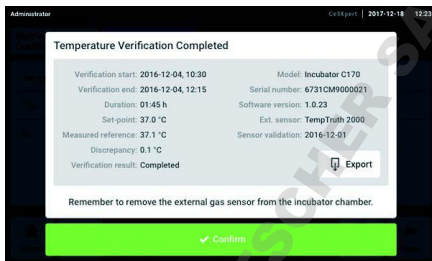 Administrator
CellXpert 2017-12-18 12:23
Temperature Verification Completed
Verification start: 2016-12-04, 10:30
Verification end: 2016-12-04, 12:15
Duration: 01:45 h
Set-point: 37.0 °C
Measured reference: 37.1 °C
Discrepancy: 0.1 °C
Verification result: Completed
Model: Incubator C170
Serial number: 6731CM9000021
Software version: 1.0.23
Ext. sensor: TempTruth 2000
Sensor validation: 2016-12-01
Export
Remember to remove the external gas sensor from the incubator chamber.
Confirm